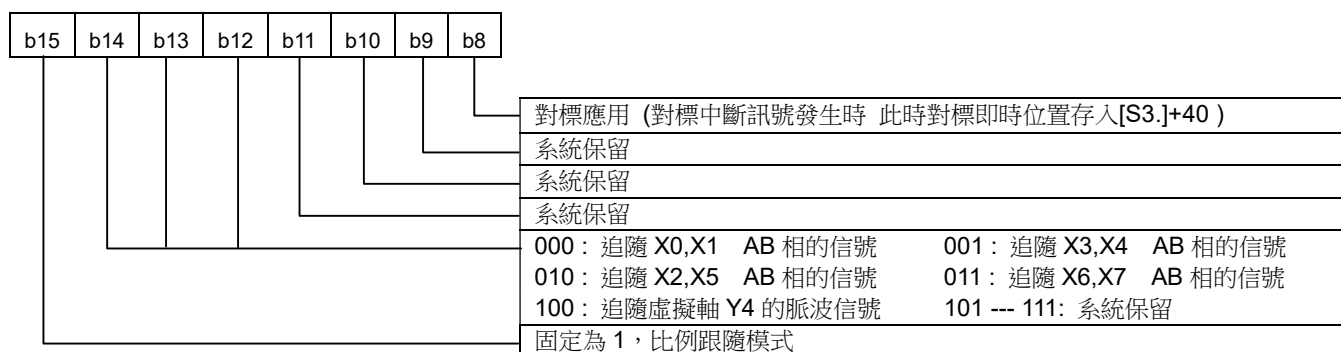 b15 b14 b13 b12 b11 b10 b9 b8
對標應用 (對標中斷訊號發生時 此時對標即時位置存入[S3.]+40 )
系統保留
系統保留
系統保留
000 : 追隨 X0,X1 AB 相的信號 001 : 追隨 X3,X4 AB 相的信號
010 : 追隨 X2,X5 AB 相的信號 011 : 追隨 X6,X7 AB 相的信號
100 : 追隨虛擬軸 Y4 的脈波信號 101 --- 111: 系統保留
固定為 1，比例跟隨模式